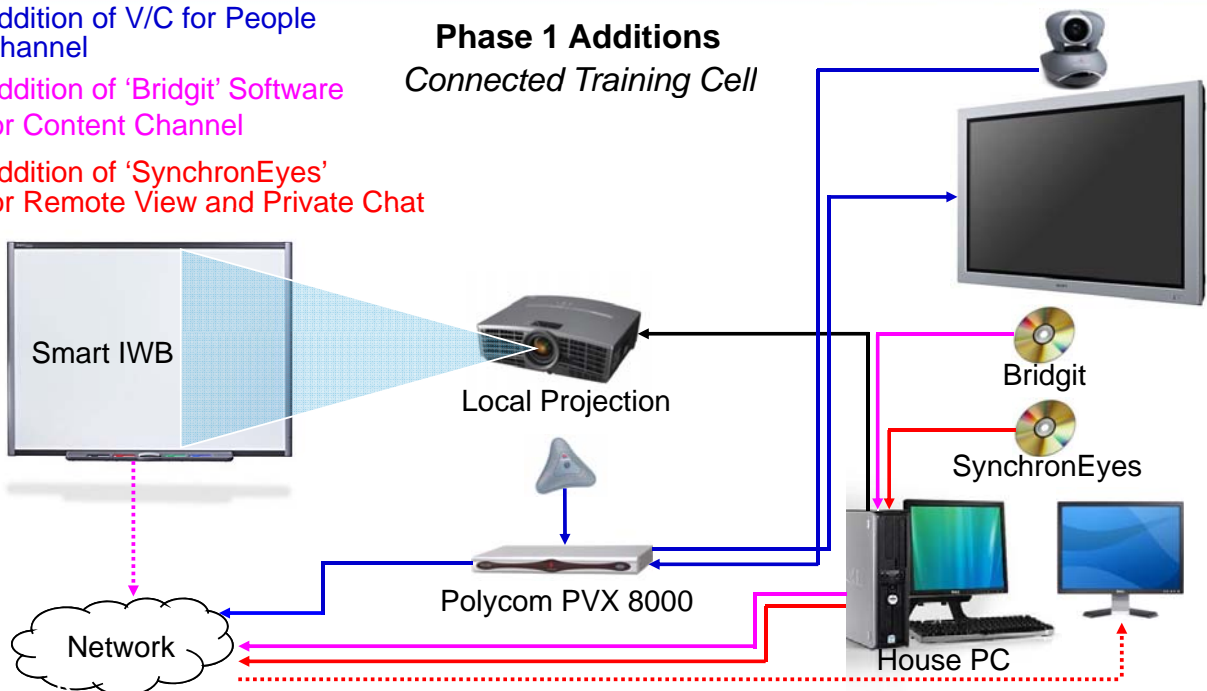 ddition of V/C for People
hannel
ddition of ‘Bridgit’ Software
or Content Channel
ddition of ‘SynchronEyes’
or Remote View and Private Chat
Phase 1 Additions
Connected Training Cell
Smart IWB
Local Projection
Bridgit
SynchronEyes
Polycom PVX 8000
Network
House PC